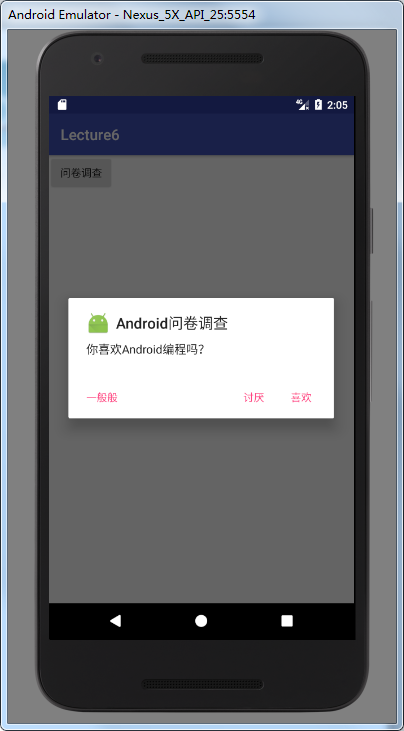 Android Emulator - Nexus_5X_API_25:5554
4G 2:05
Lecture6
问卷调查
Android问卷调查
你喜欢Android编程吗?
一般般 讨厌 喜欢